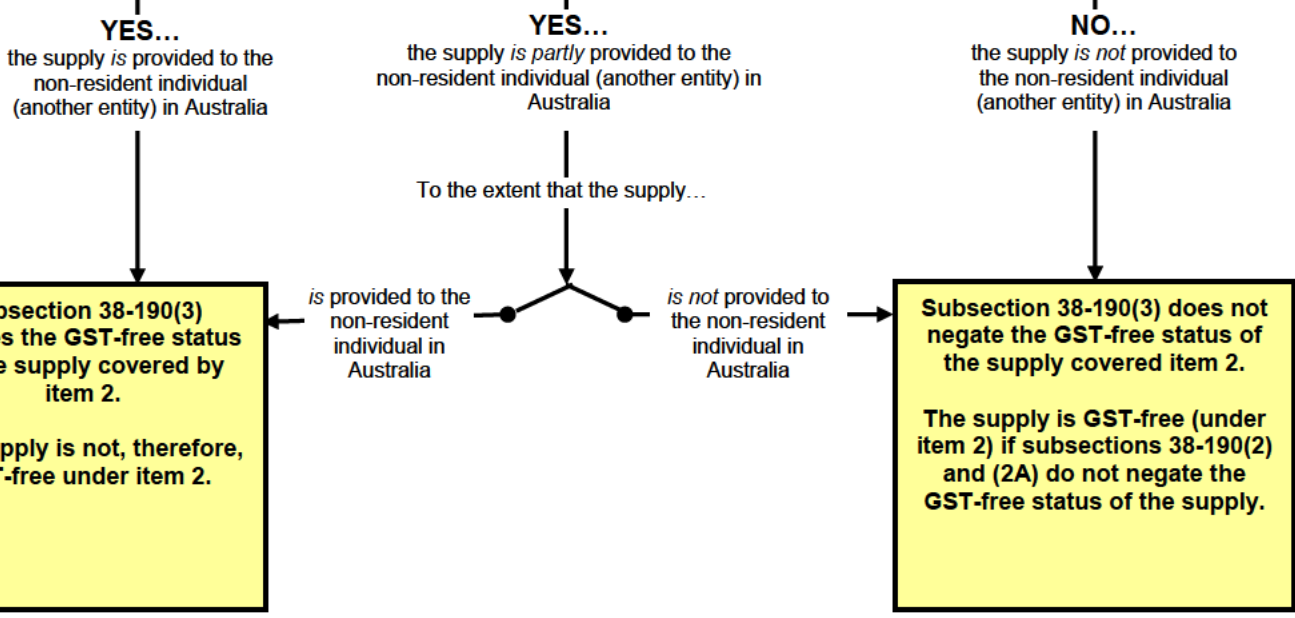 YES…
the supply is provided to the
non-resident individual
(another entity) in Australia
YES…
the supply is partly provided to the
non-resident individual (another entity) in
Australia
NO…
the supply is not provided to
the non-resident individual
(another entity) in Australia
To the extent that the supply…
is provided to the
non-resident
individual in
Australia
is not provided to
the non-resident
individual in
Australia
38-190(3)
the GST-free status
supply covered by
item 2.
is not, therefore,
-free under item 2.
Subsection 38-190(3) does not
negate the GST-free status of
the supply covered item 2.
The supply is GST-free (under
item 2) if subsections 38-190(2)
and (2A) do not negate the
GST-free status of the supply.